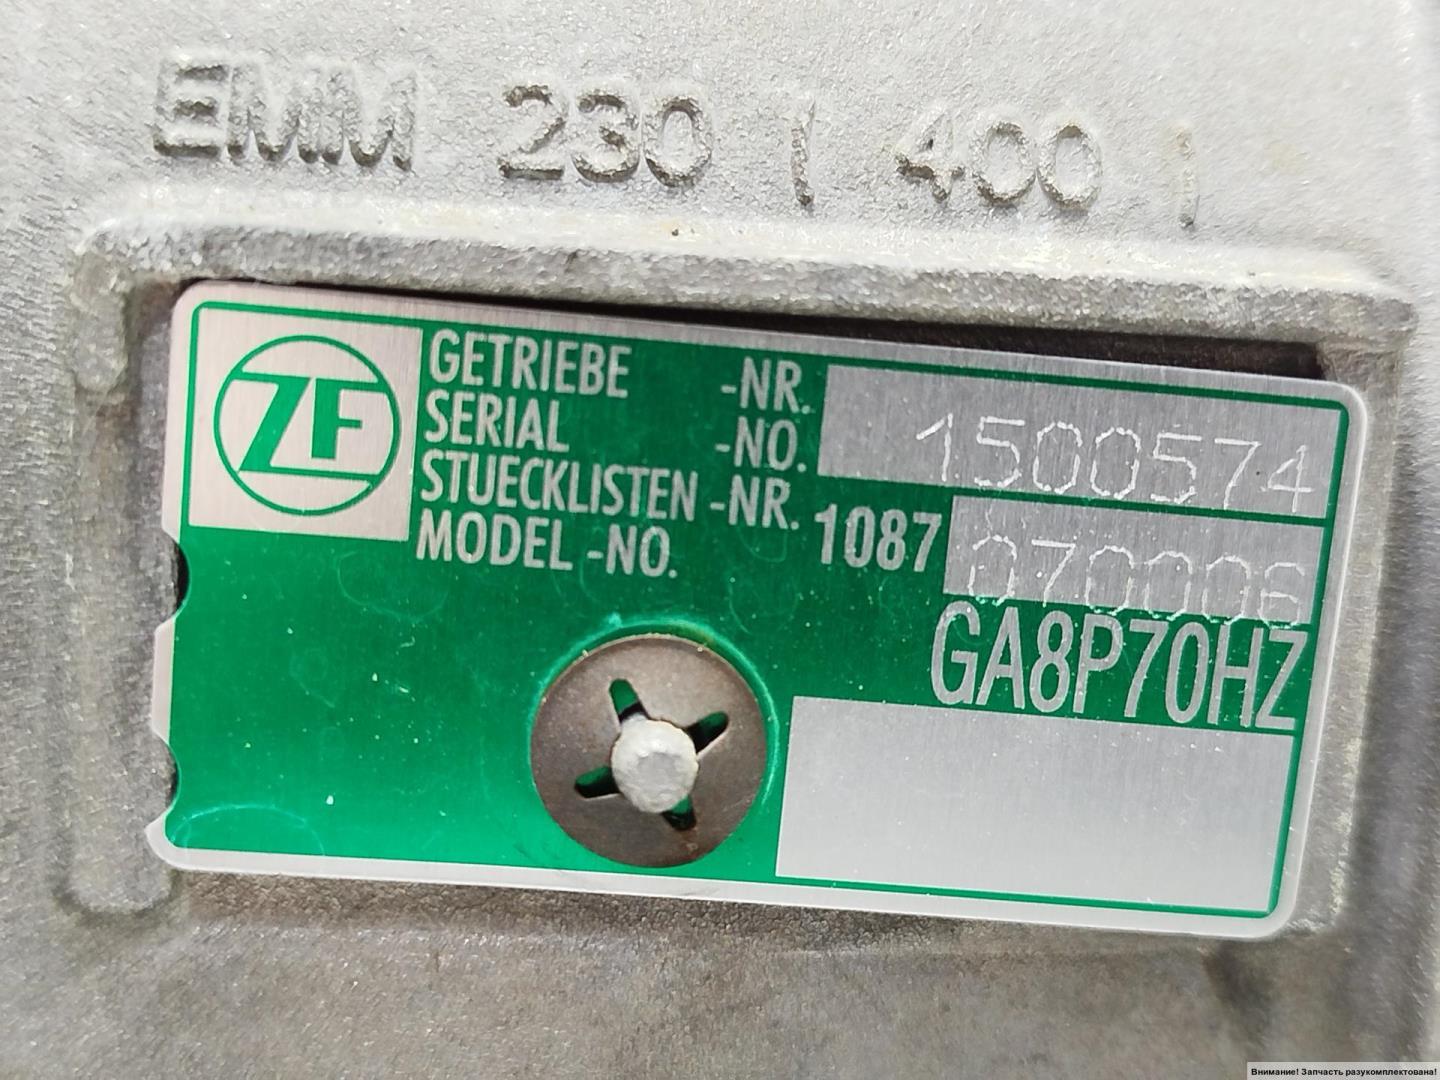 EMM 230 / 400 /
ZF
GETRIEBE -NR.
SERIAL -NO. 1500574
STUECKLISTEN -NR. 1087 070006
MODEL -NO.
GA8P70HZ
Внимание! Запчасть разукомплектована!